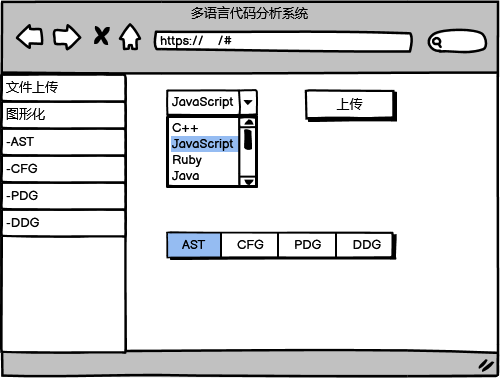 多语言代码分析系统
https:// /#
文件上传
图形化
-AST
-CFG
-PDG
-DDG
JavaScript
上传
C++
JavaScript
Ruby
Java
AST CFG PDG DDG